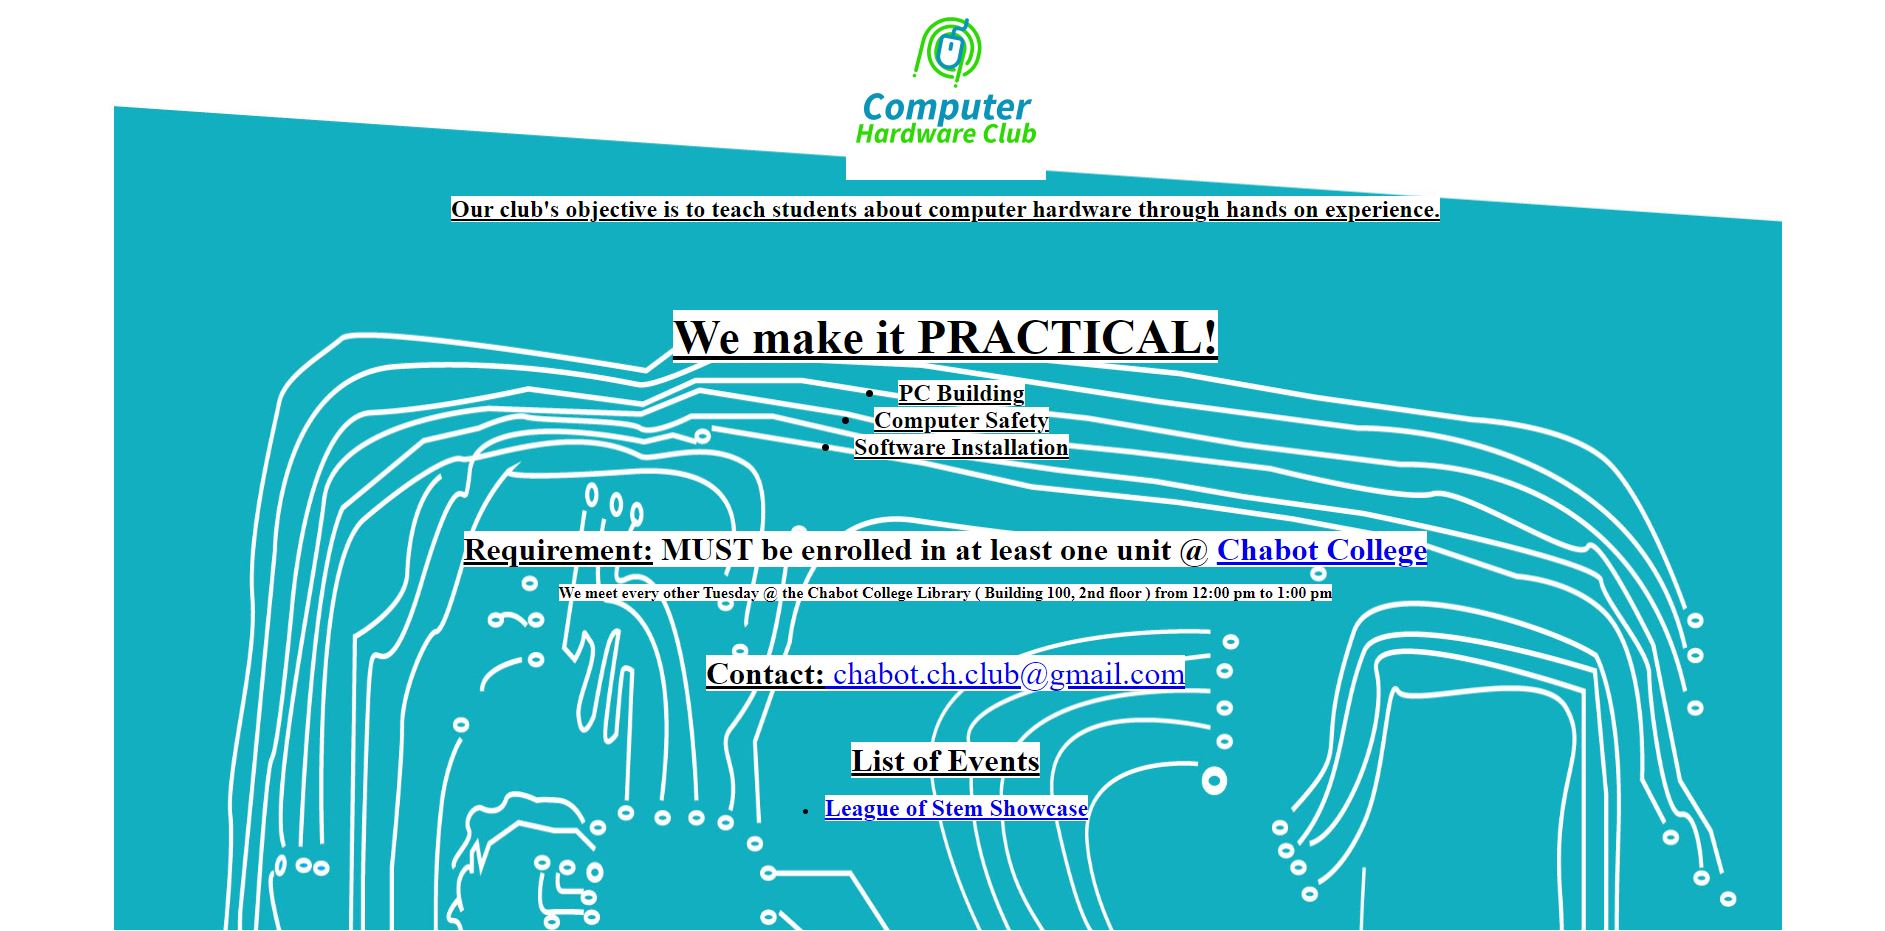 Computer
Hardware Club
Our club's objective is to teach students about computer hardware through hands on experience.
We make it PRACTICAL!
PC Building
Computer Safety
Software Installation
Requirement: MUST be enrolled in at least one unit @ Chabot College
We meet every other Tuesday @ the Chabot College Library ( Building 100, 2nd floor ) from 12:00 pm to 1:00 pm
Contact: chabot.ch.club@gmail.com
List of Events
League of Stem Showcase